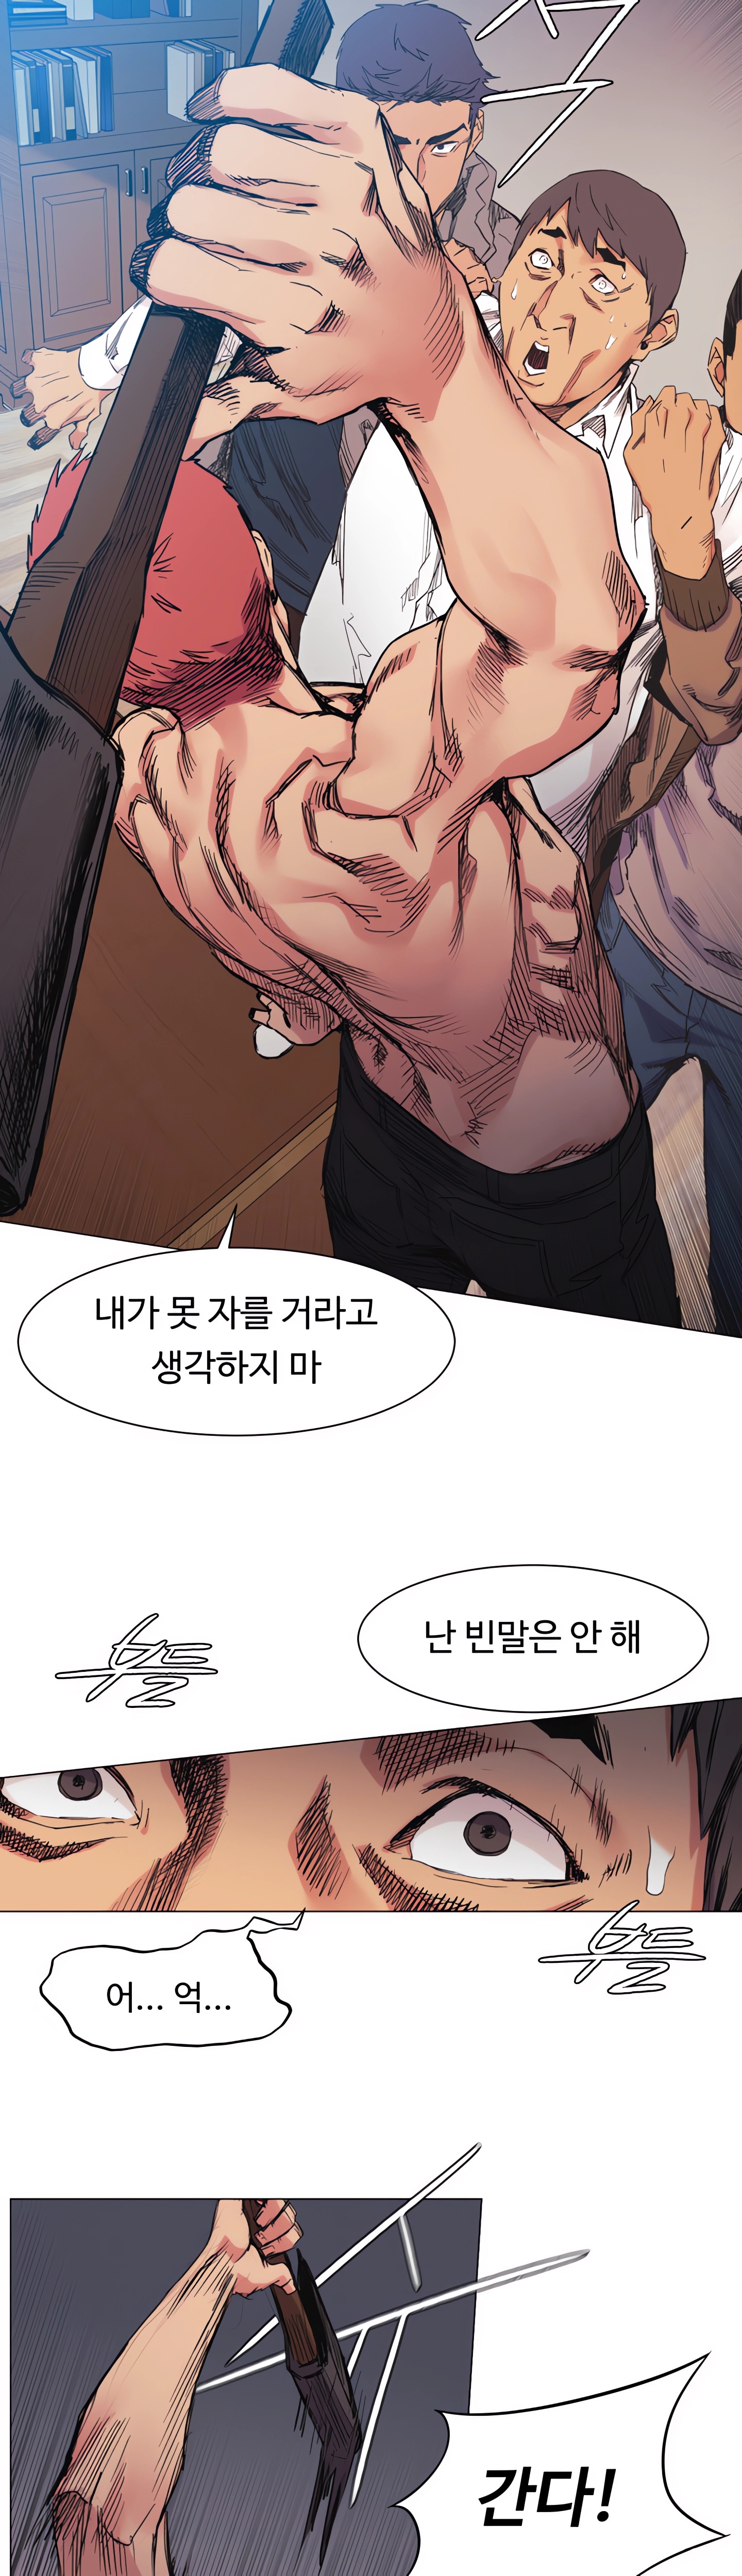 내가 못 자를 거라고
생각하지 마
난 빈말은 안 해
부들
어... 억...
부들
간다!